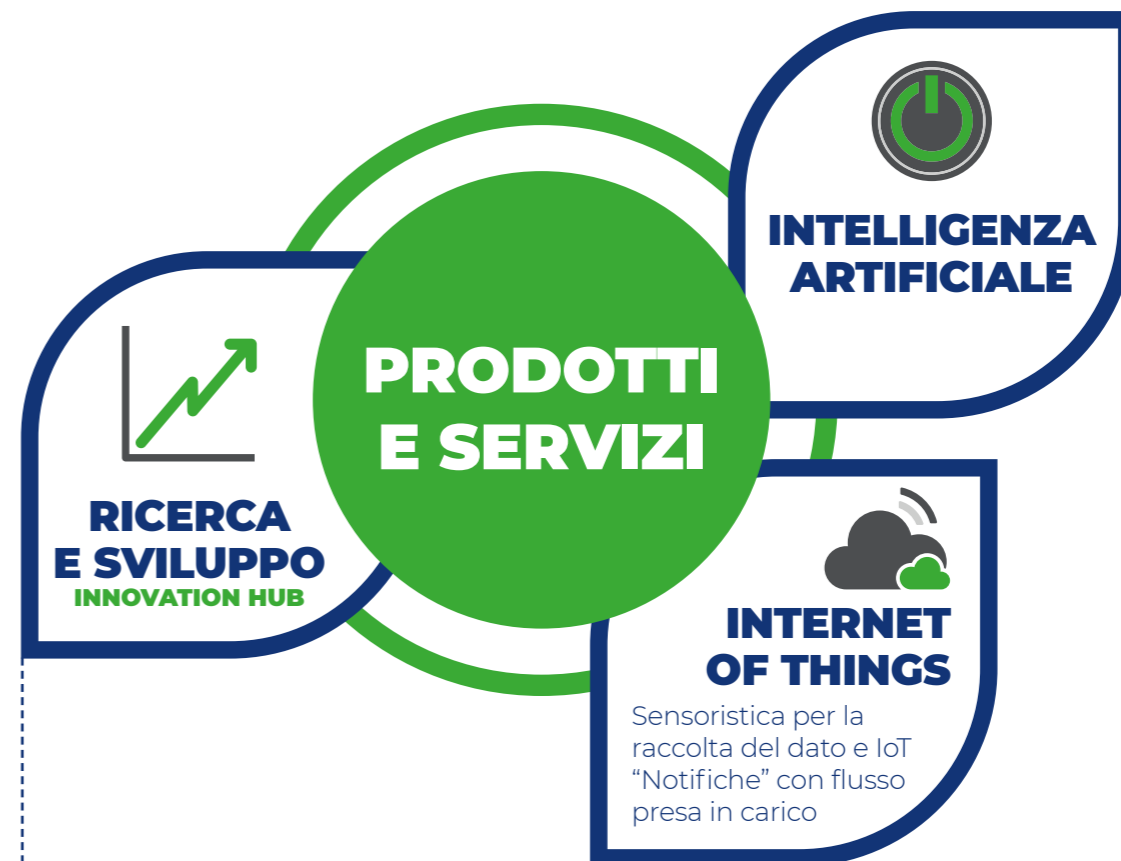 INTELLIGENZA
ARTIFICIALE
PRODOTTI
E SERVIZI
RICERCA
E SVILUPPO
INNOVATION HUB
INTERNET
OF THINGS
Sensoristica per la
raccolta del dato e IoT
“Notifiche” con flusso
presa in carico